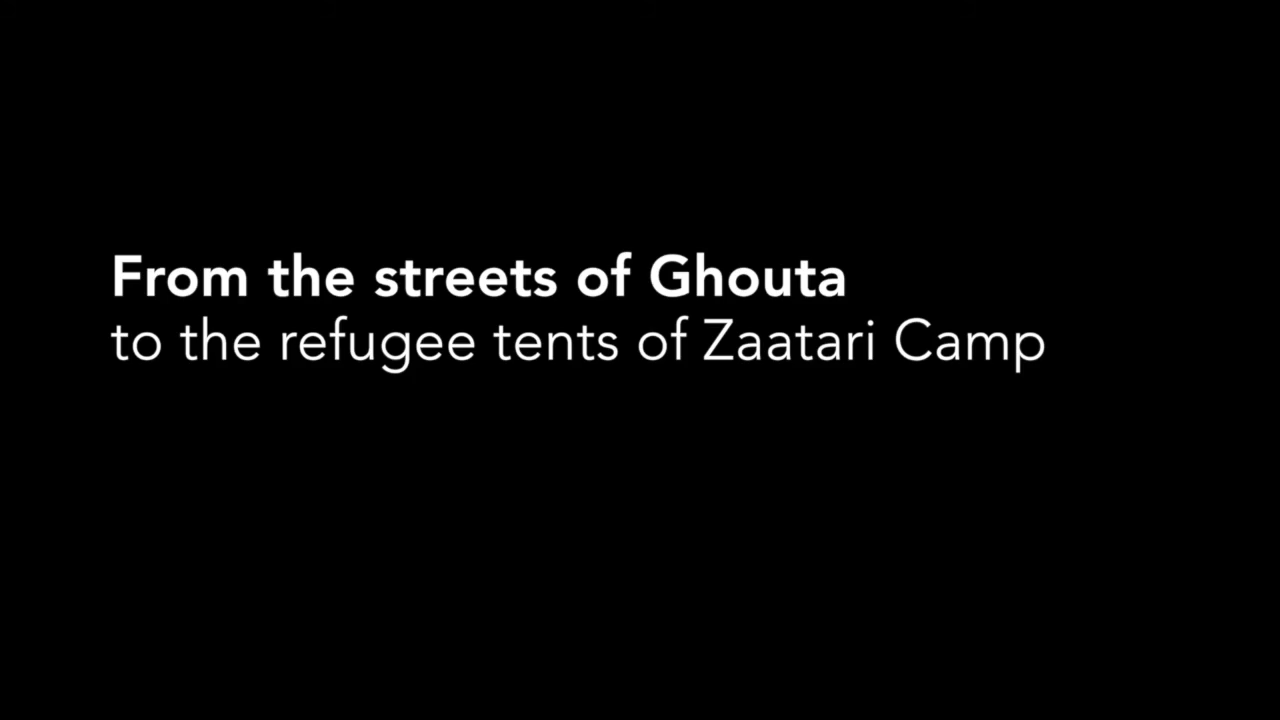 From the streets of Ghouta
to the refugee tents of Zaatari Camp